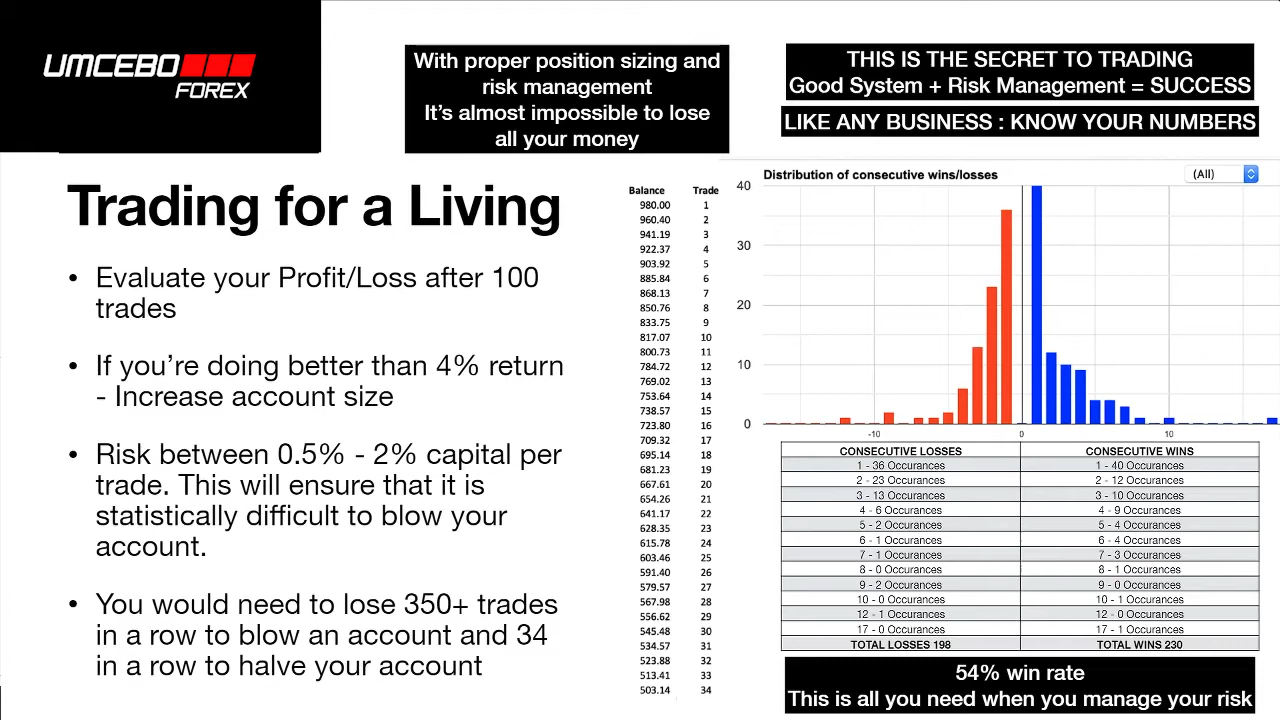 UMCEBO
FOREX
With proper position sizing and
risk management
It's almost impossible to lose
all your money
THIS IS THE SECRET TO TRADING
Good System + Risk Management = SUCCESS
LIKE ANY BUSINESS : KNOW YOUR NUMBERS
Trading for a Living
• Evaluate your Profit/Loss after 100
trades
• If you're doing better than 4% return
- Increase account size
• Risk between 0.5% - 2% capital per
trade. This will ensure that it is
statistically difficult to blow your
account.
• You would need to lose 350+ trades
in a row to blow an account and 34
in a row to halve your account
Balance Trade
980.00 1
960.40 2
941.19 3
922.37 4
903.92 5
885.84 6
868.13 7
850.76 8
833.75 9
817.07 10
800.73 11
784.72 12
769.02 13
753.64 14
738.57 15
723.80 16
709.32 17
695.14 18
681.23 19
667.61 20
654.26 21
641.17 22
628.35 23
615.78 24
603.46 25
591.40 26
579.57 27
567.98 28
556.62 29
545.48 30
534.57 31
523.88 32
513.41 33
503.14 34
Distribution of consecutive wins/losses
(All)
40
30
20
10
0
-10 0 10
CONSECUTIVE LOSSES CONSECUTIVE WINS
1 - 36 Occurances 1 - 40 Occurances
2 - 23 Occurances 2 - 12 Occurances
3 - 13 Occurances 3 - 10 Occurances
4 - 6 Occurances 4 - 9 Occurances
5 - 2 Occurances 5 - 4 Occurances
6 - 1 Occurances 6 - 4 Occurances
7 - 1 Occurances 7 - 3 Occurances
8 - 0 Occurances 8 - 1 Occurances
9 - 2 Occurances 9 - 0 Occurances
10 - 0 Occurances 10 - 1 Occurances
12 - 1 Occurances 12 - 0 Occurances
17 - 0 Occurances 17 - 1 Occurances
TOTAL LOSSES 198 TOTAL WINS 230
54% win rate
This is all you need when you manage your risk